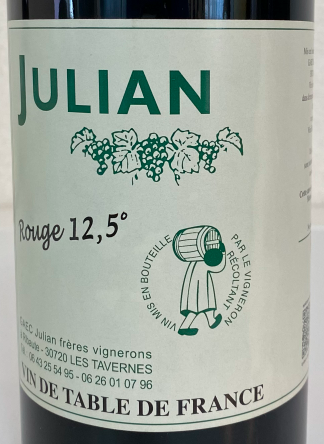 JULIAN
Rouge 12,5°
VIN MIS EN BOUTEILLE
PAR LE VIGNERON
RÉCOLTANT
GAEC Julian frères vignerons
30720 LES TAVERNES
06 43 25 54 95 - 06 26 01 07 96
VIN DE TABLE DE FRANCE